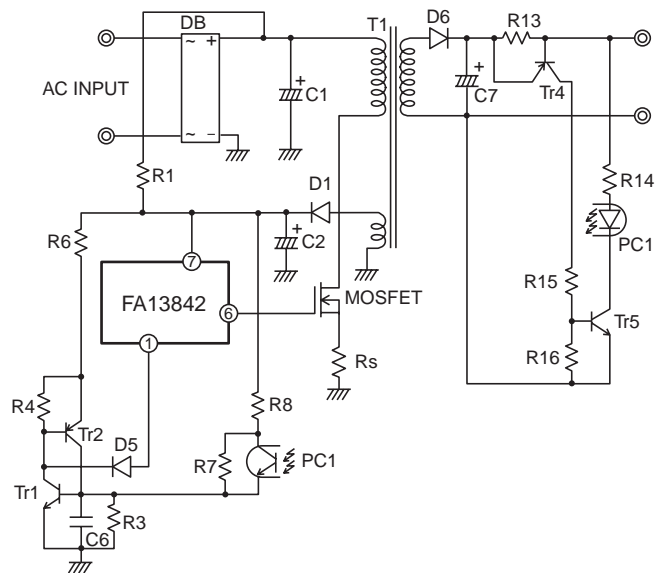 DB
T1
D6
R13
~
+
+
+
AC INPUT
C1
C7
Tr4
~
−
R1
R14
D1
PC1
R6
+
C2
7
FA13842
6
MOSFET
R15
Tr5
1
Rs
R16
R4
R8
Tr2
D5
R7
PC1
Tr1
R3
C6